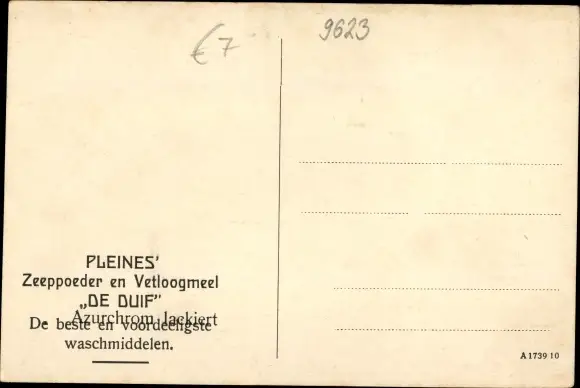 €7
9623
PLEINES'
Zeeppoeder en Vetloogmeel
„DE DUIF”
Azurchrom lackiert
De beste en voordeeligste
waschmiddelen.
A 1739 10